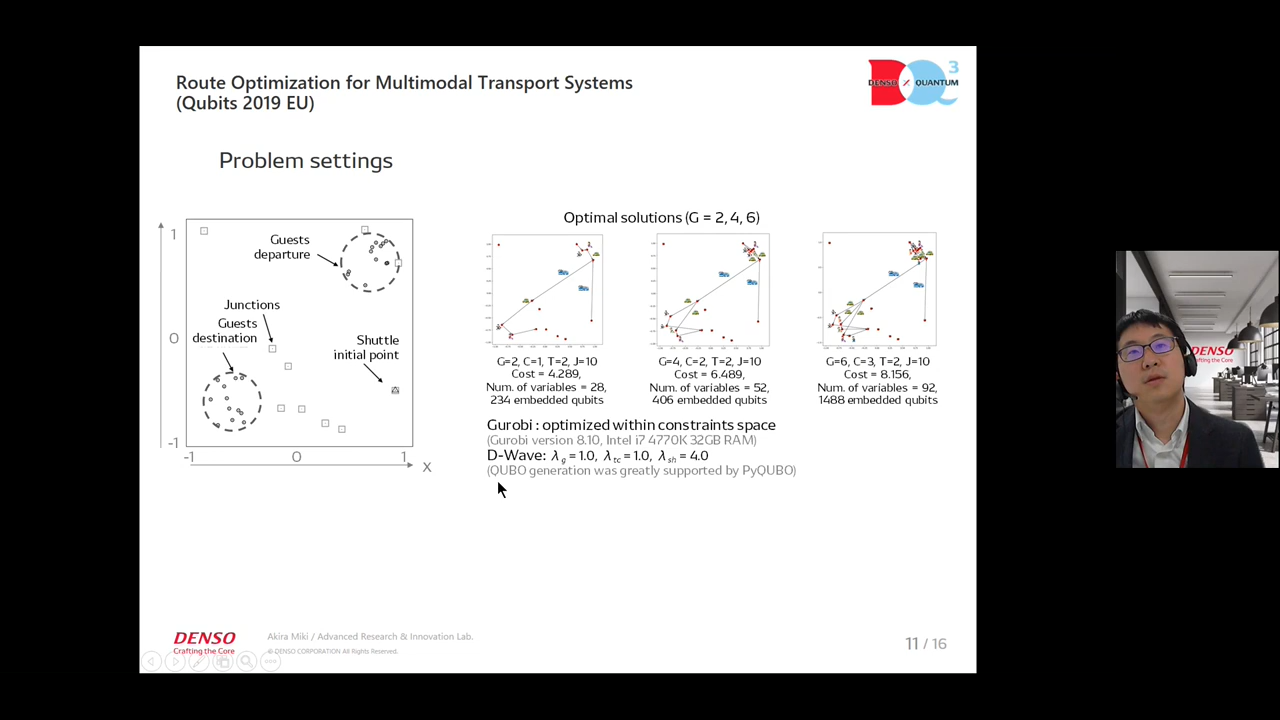 Route Optimization for Multimodal Transport Systems
(Qubits 2019 EU)
DENSO × QUANTUM
3
Problem settings
Optimal solutions (G = 2, 4, 6)
1
0
-1
-1
0
1
X
Guests
departure
Junctions
Guests
destination
Shuttle
initial point
G=2, C=1, T=2, J=10
Cost = 4.289,
Num. of variables = 28,
234 embedded qubits
G=4, C=2, T=2, J=10
Cost = 6.489,
Num. of variables = 52,
406 embedded qubits
G=6, C=3, T=2, J=10
Cost = 8.156,
Num. of variables = 92,
1488 embedded qubits
Gurobi : optimized within constraints space
(Gurobi version 8.10, Intel i7 4770K 32GB RAM)
D-Wave: λg = 1.0, λtc = 1.0, λsh = 4.0
(QUBO generation was greatly supported by PyQUBO)
DENSO
Crafting the Core
Akira Miki / Advanced Research & Innovation Lab.
© DENSO CORPORATION All Rights Reserved.
11 / 16
DENSO
Crafting the Core